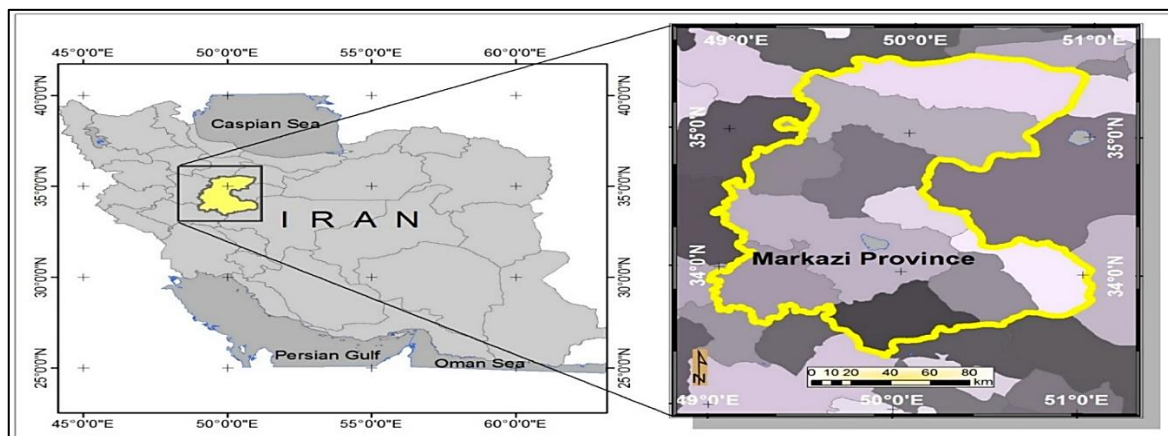 45°0'0"E 50°0'0"E 55°0'0"E 60°0'0"E
40°0'0"N
40°0'0"N
Caspian Sea
35°0'0"N
35°0'0"N
I R A N
30°0'0"N
30°0'0"N
Persian Gulf
Oman Sea
25°0'0"N
25°0'0"N
45°0'0"E 50°0'0"E 55°0'0"E 60°0'0"E
49°0'E 50°0'E 51°0'E
35°0'N
35°0'N
Markazi Province
34°0'N
34°0'N
N
0 10 20 40 60 80
km
49°0'E 50°0'E 51°0'E